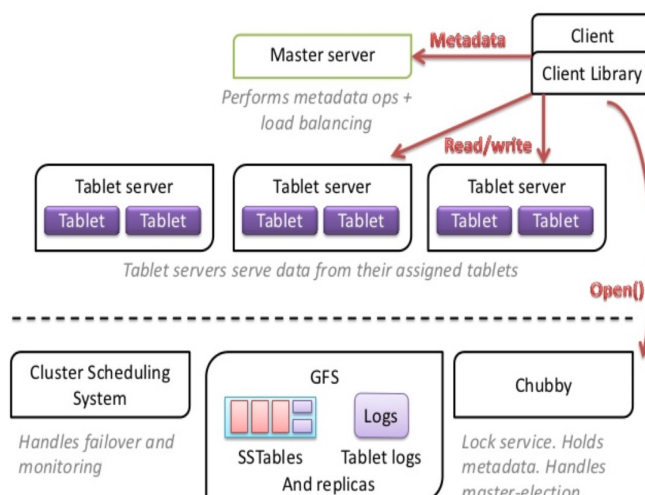 Client
Metadata
Master server
Client Library
Performs metadata ops +
load balancing
Read/write
Tablet server
Tablet Tablet
Tablet server
Tablet Tablet
Tablet server
Tablet Tablet
Tablet servers serve data from their assigned tablets
Open()
Cluster Scheduling
System
Handles failover and
monitoring
GFS
Logs
SSTables
Tablet logs
And replicas
Chubby
Lock service. Holds
metadata. Handles
master-election